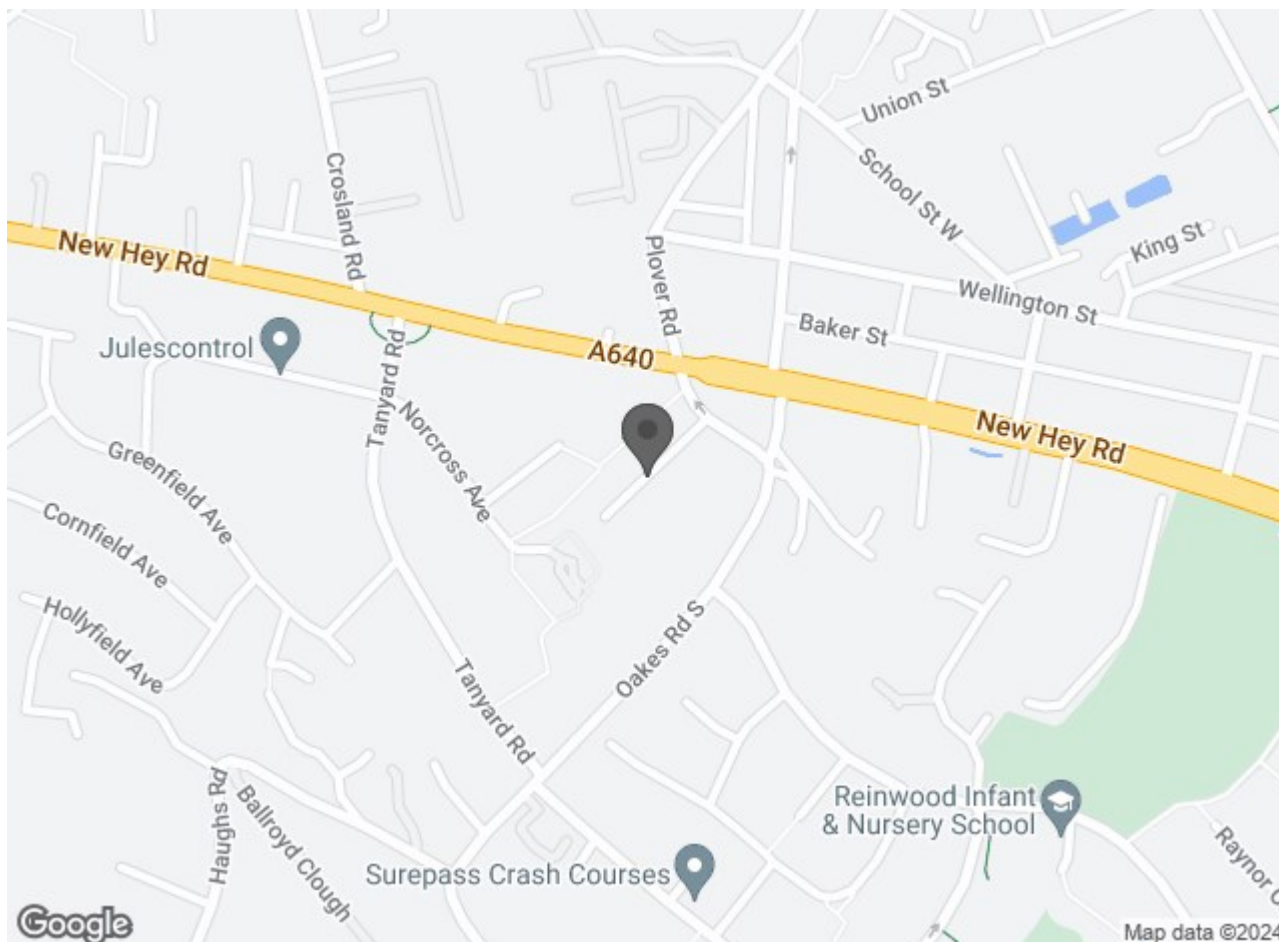 Union St
School St W
Crosland Rd
King St
New Hey Rd
Plover Rd
Wellington St
Baker St
Julescontrol
A640
Tanyard Rd
Norcross Ave
New Hey Rd
Greenfield Ave
Cornfield Ave
Hollyfield Ave
Oakes Rd S
Tanyard Rd
Haughs Rd
Ballroyd Clough
Reinwood Infant
& Nursery School
Surepass Crash Courses
Raynor
Google
Map data ©2024